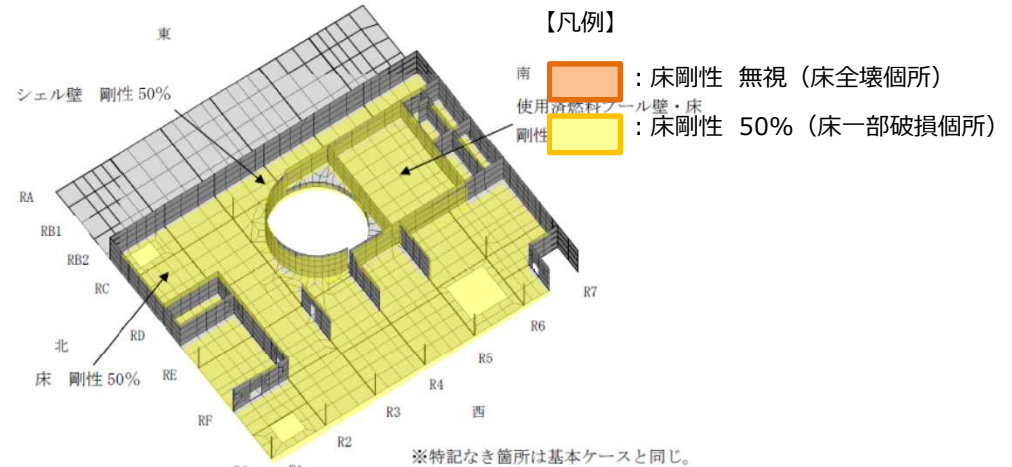 【凡例】
:床剛性 無視(床全壊個所)
:床剛性 50%(床一部破損個所)
東
南
シェル壁 剛性50%
使用済燃料プール壁・床
剛性
RA
RB1
RB2
RC
RD
RE
RF
北
床 剛性50%
R7
R6
R5
R4
R3
R2
西
※特記なき箇所は基本ケースと同じ。